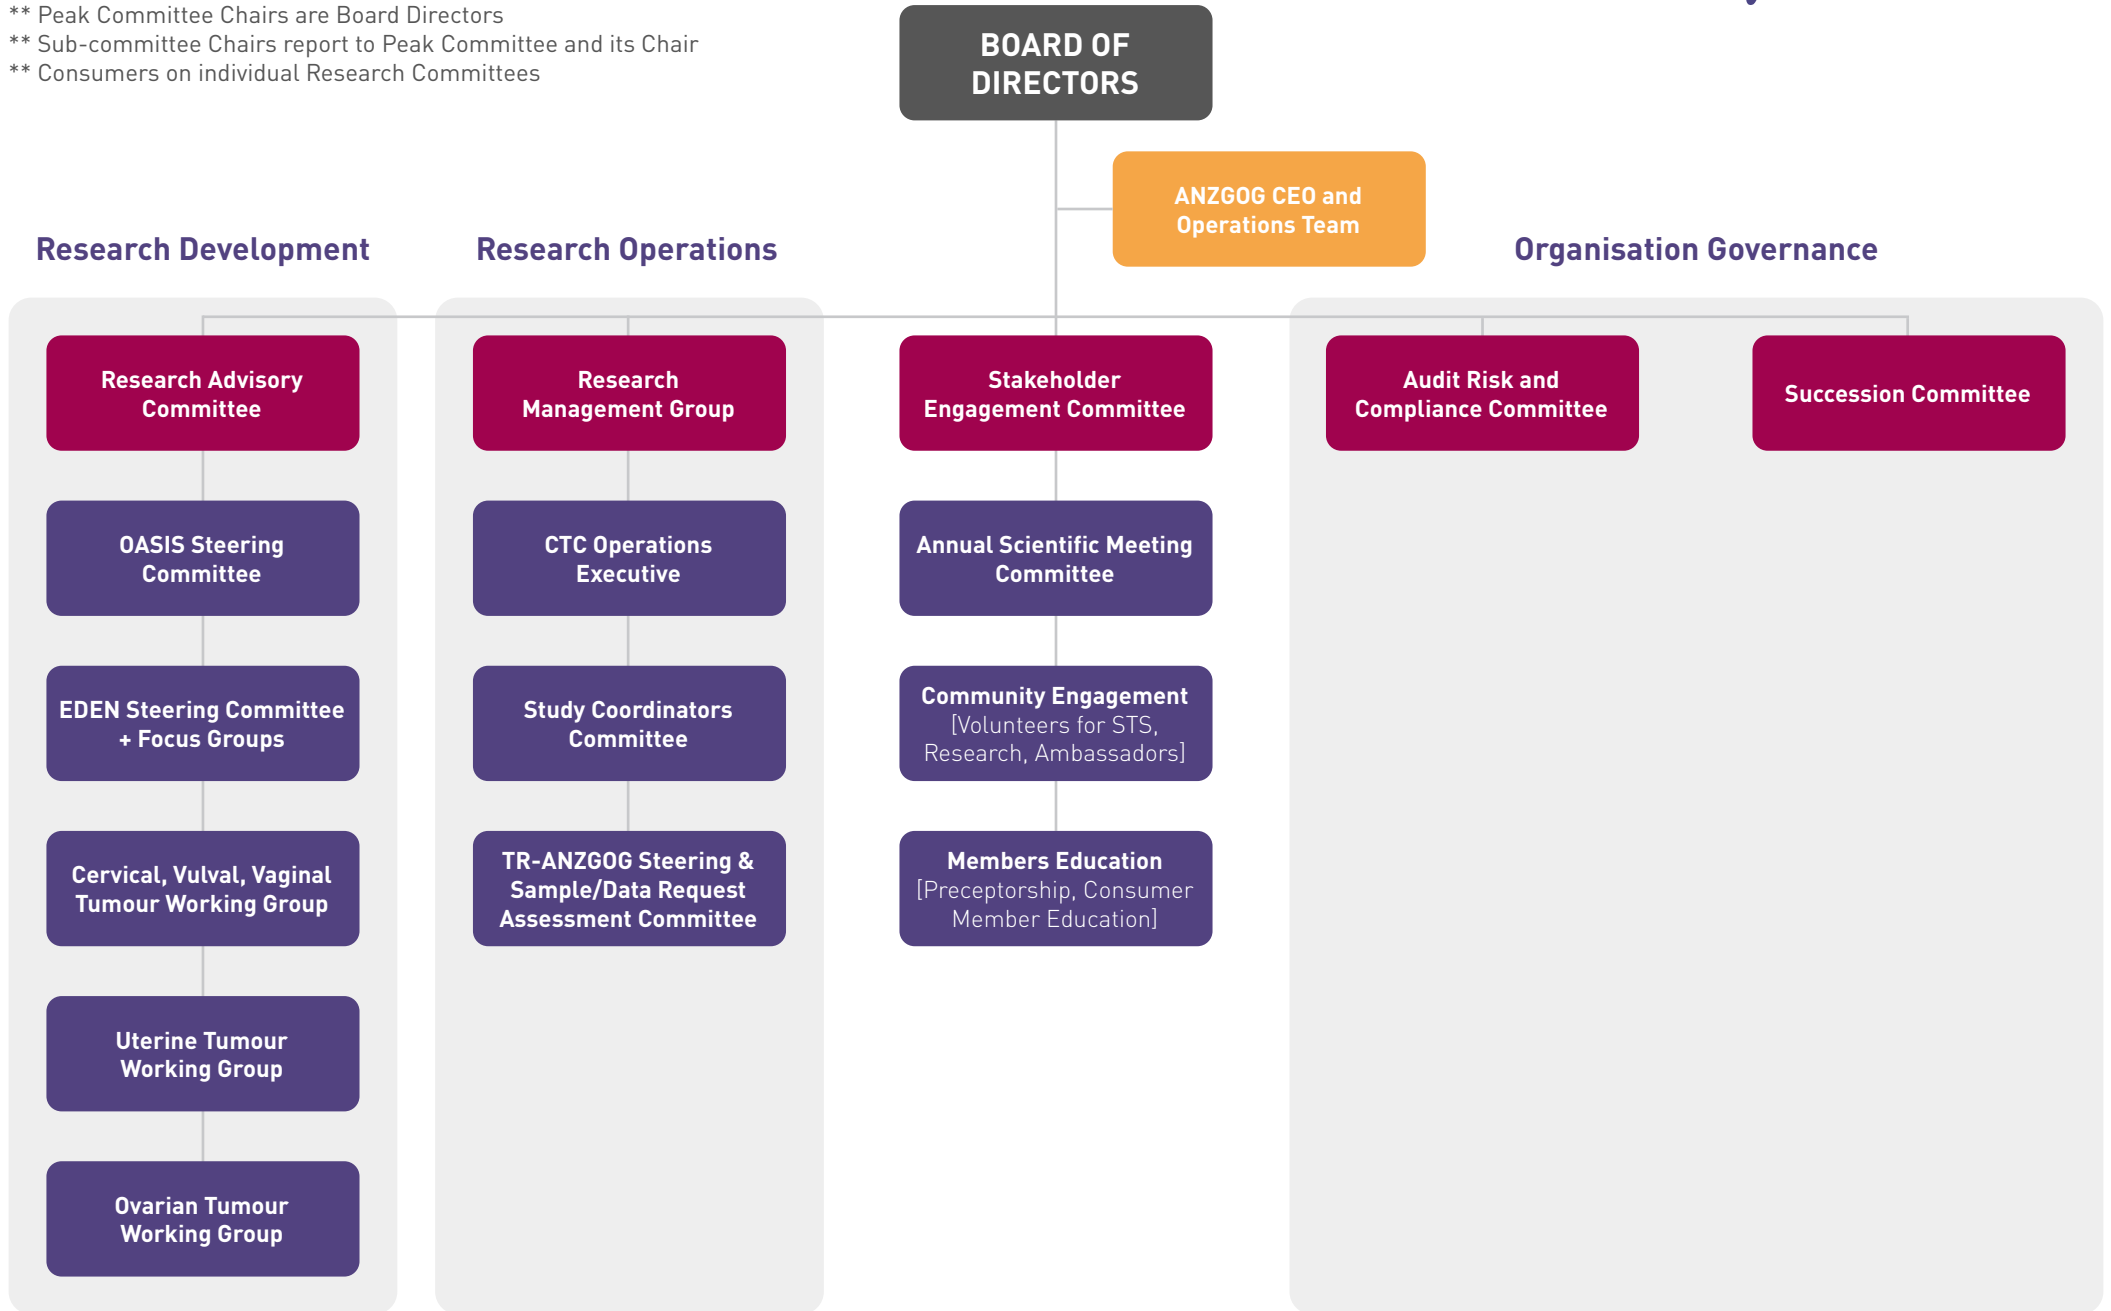 ** Peak Committee Chairs are Board Directors
** Sub-committee Chairs report to Peak Committee and its Chair
** Consumers on individual Research Committees
BOARD OF
DIRECTORS
ANZGOG CEO and
Operations Team
Research Development
Research Operations
Organisation Governance
Research Advisory
Committee
Research
Management Group
Stakeholder
Engagement Committee
Audit Risk and
Compliance Committee
Succession Committee
OASIS Steering
Committee
CTC Operations
Executive
Annual Scientific Meeting
Committee
EDEN Steering Committee
+ Focus Groups
Study Coordinators
Committee
Community Engagement
[Volunteers for STS,
Research, Ambassadors]
Cervical, Vulval, Vaginal
Tumour Working Group
TR-ANZGOG Steering &
Sample/Data Request
Assessment Committee
Members Education
[Preceptorship, Consumer
Member Education]
Uterine Tumour
Working Group
Ovarian Tumour
Working Group